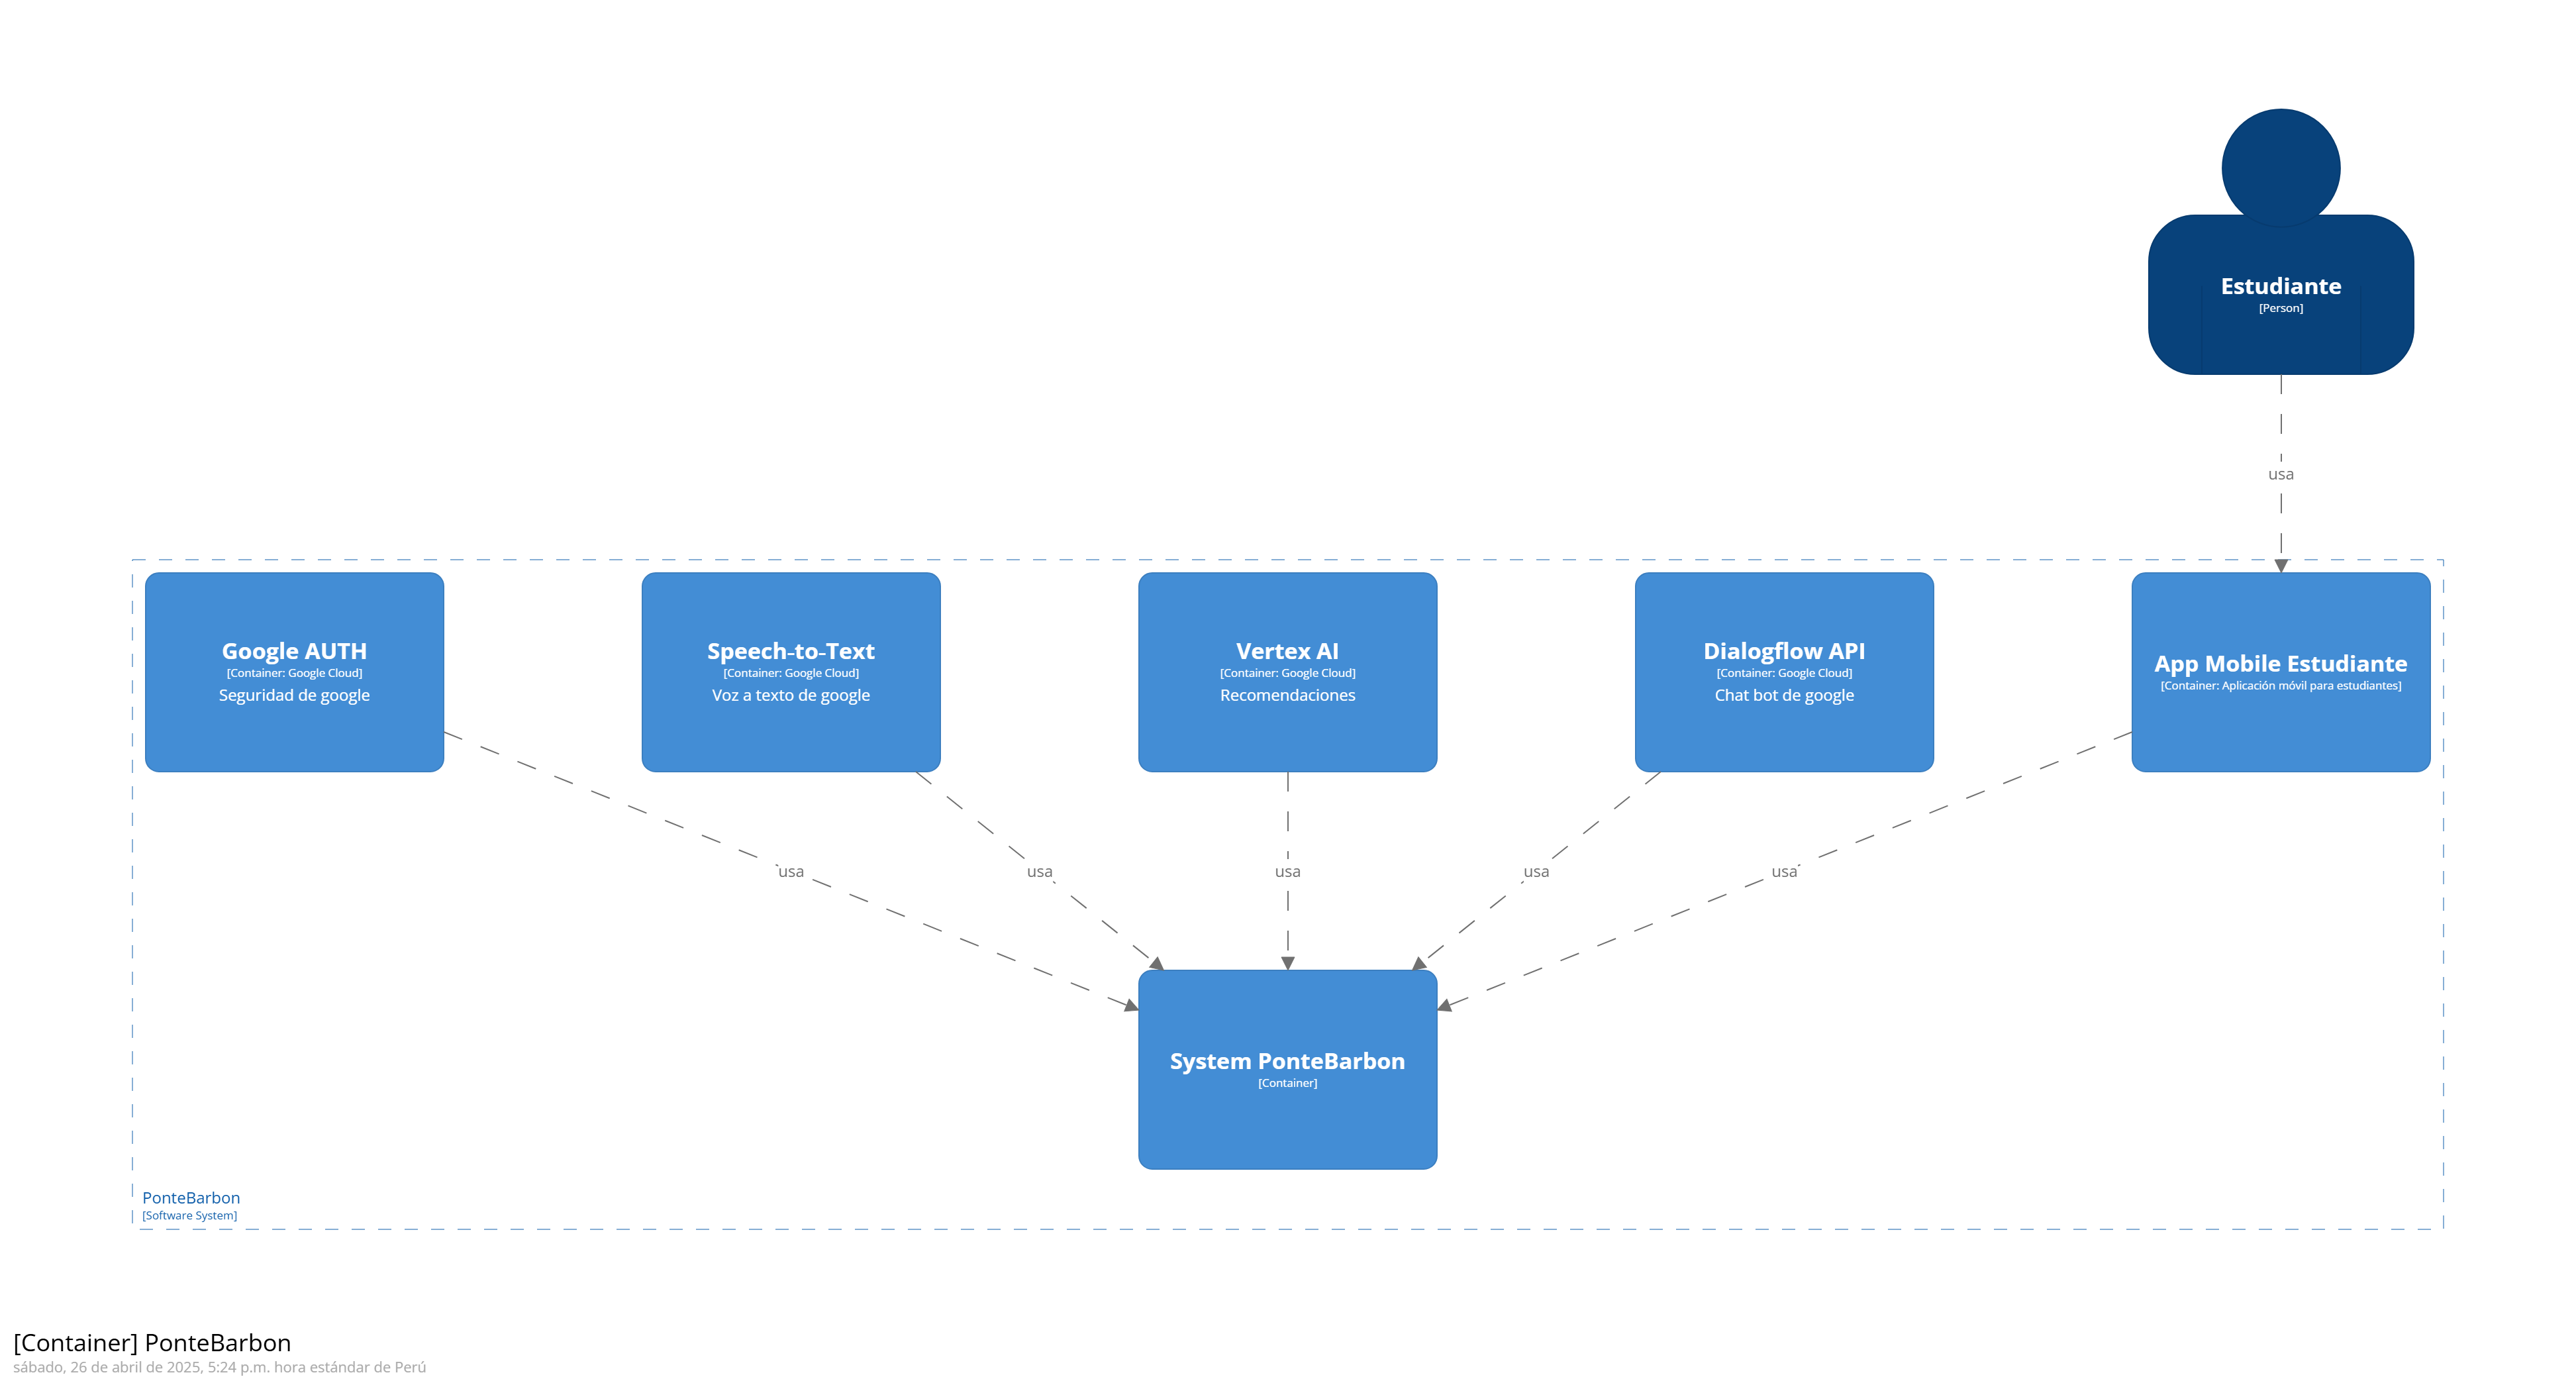 Estudiante
[Person]
usa
Google AUTH
[Container: Google Cloud]
Seguridad de google
Speech-to-Text
[Container: Google Cloud]
Voz a texto de google
Vertex AI
[Container: Google Cloud]
Recomendaciones
Dialogflow API
[Container: Google Cloud]
Chat bot de google
App Mobile Estudiante
[Container: Aplicación móvil para estudiantes]
usa
usa
usa
usa
usa
System PonteBarbon
[Container]
PonteBarbon
[Software System]
[Container] PonteBarbon
sábado, 26 de abril de 2025, 5:24 p.m. hora estándar de Perú